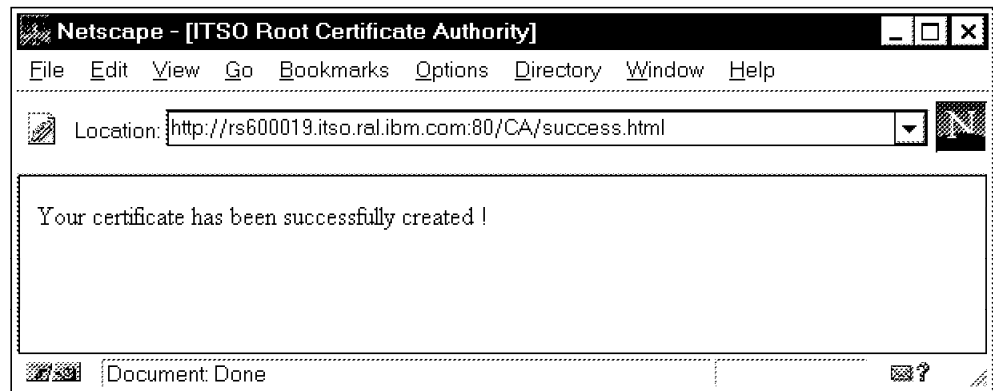 Netscape - [ITSO Root Certificate Authority]
File Edit View Go Bookmarks Options Directory Window Help
Location: http://rs600019.itso.ral.ibm.com:80/CA/success.html
N
Your certificate has been successfully created !
Document: Done
?